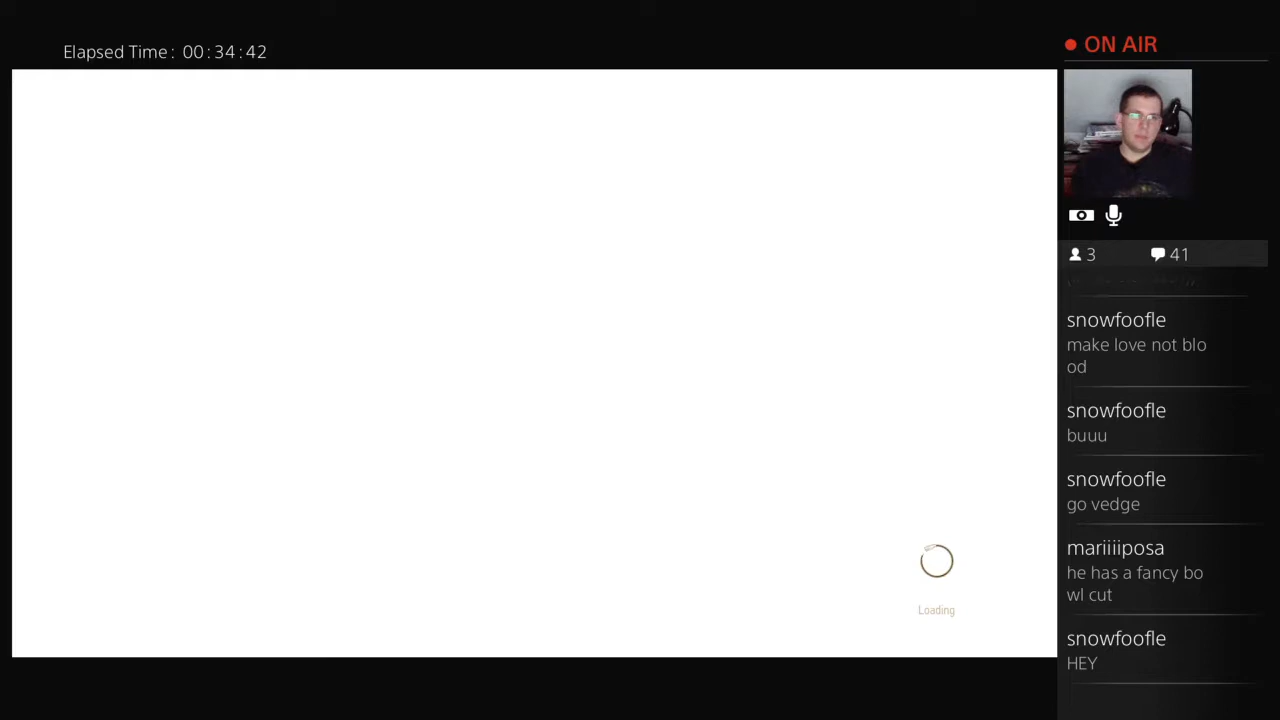 Elapsed Time: 00:34:42
ON AIR
3 41
snowfoofle
make love not blo
od
snowfoofle
buuu
snowfoofle
go vedge
mariiiiposa
he has a fancy bo
wl cut
snowfoofle
HEY
Loading